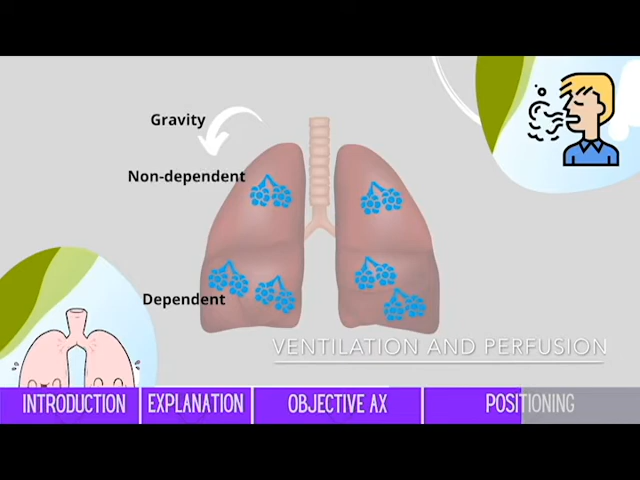 Gravity
Non-dependent
Dependent
VENTILATION AND PERFUSION
INTRODUCTION
EXPLANATION
OBJECTIVE AX
POSITIONING